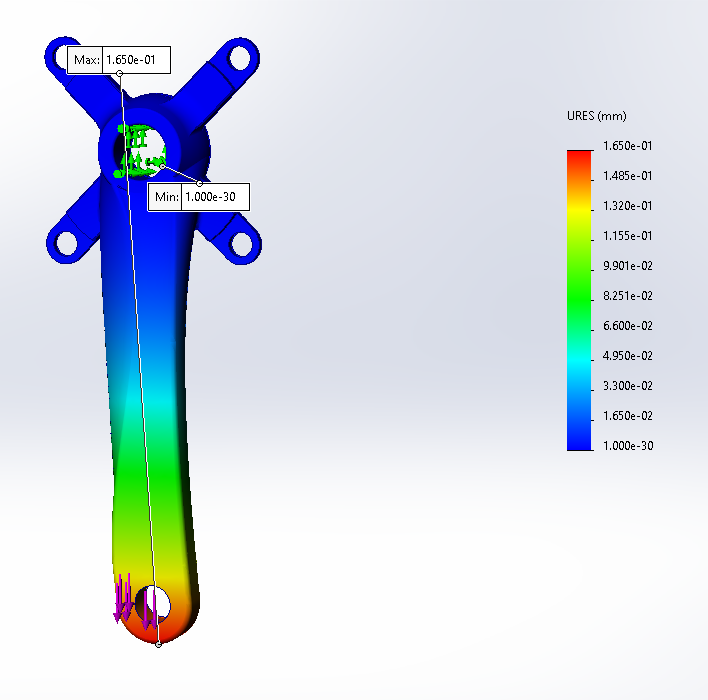 Max: 1.650e-01
Min: 1.000e-30
URES (mm)
1.650e-01
1.485e-01
1.320e-01
1.155e-01
9.901e-02
8.251e-02
6.600e-02
4.950e-02
3.300e-02
1.650e-02
1.000e-30